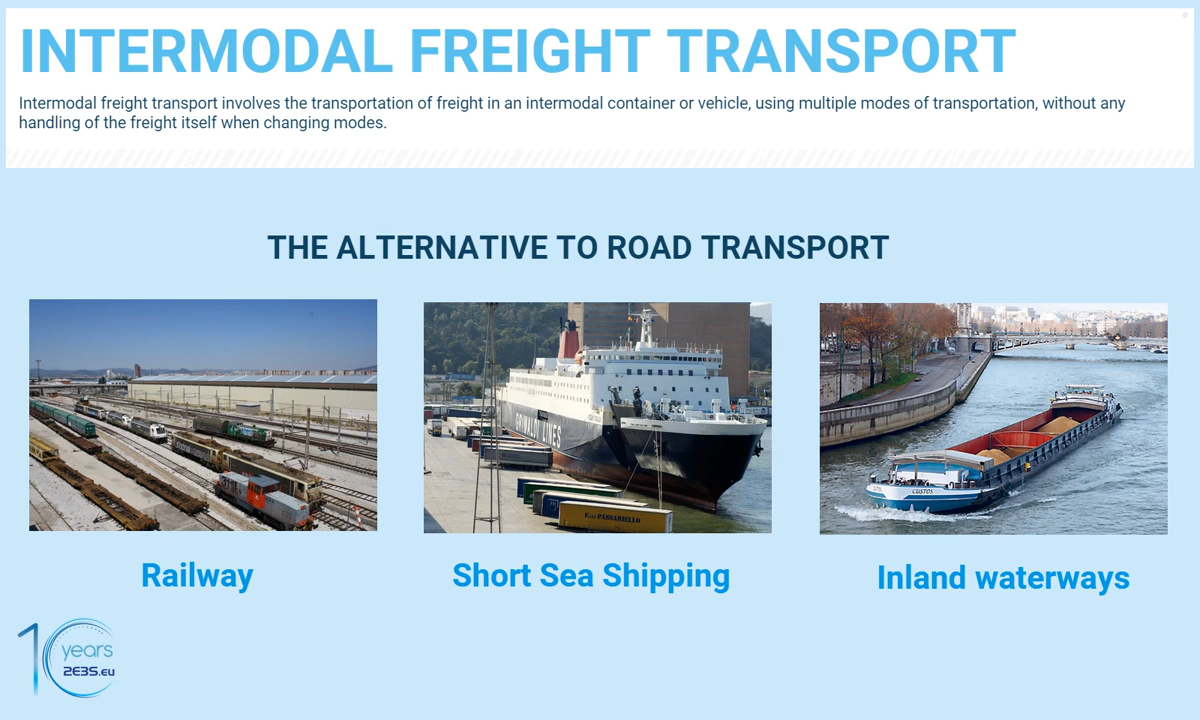 INTERMODAL FREIGHT TRANSPORT
Intermodal freight transport involves the transportation of freight in an intermodal container or vehicle, using multiple modes of transportation, without any
handling of the freight itself when changing modes.
THE ALTERNATIVE TO ROAD TRANSPORT
CUSTOS
PASSARIELLO
Railway
Short Sea Shipping
Inland waterways
10 years
2E3S.eu